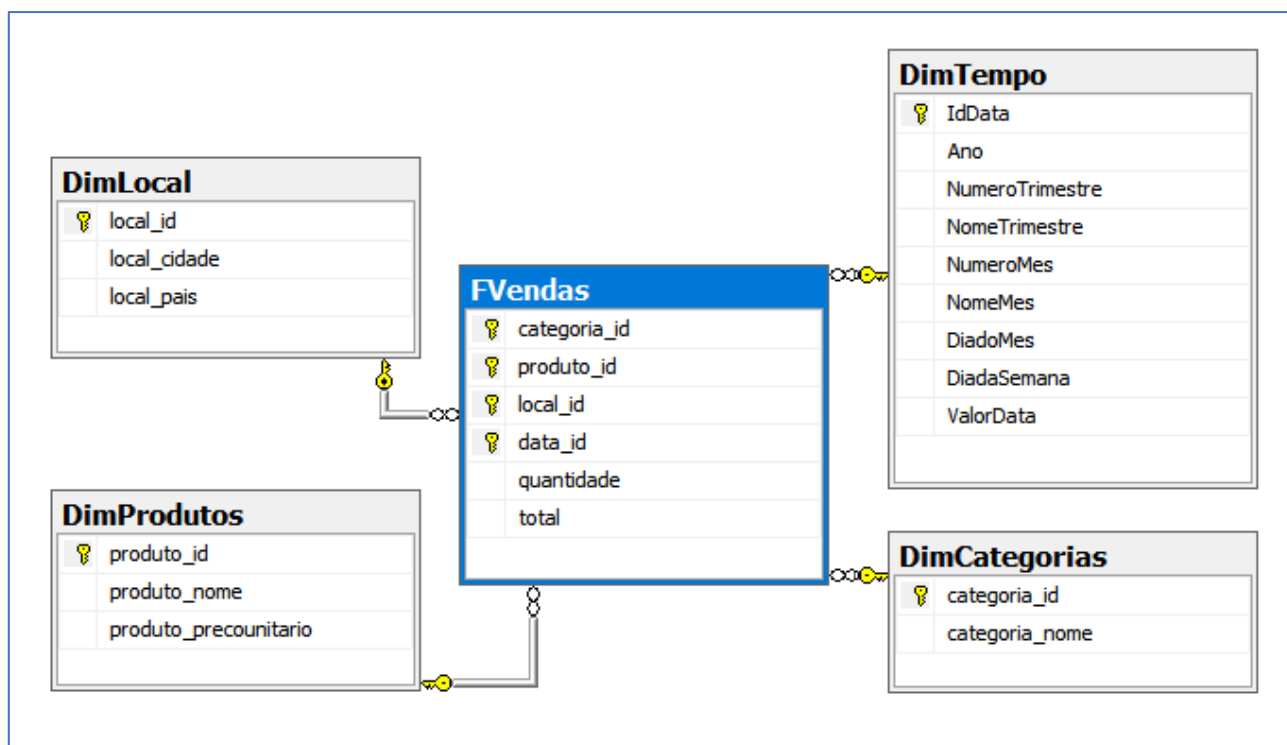 DimLocal
local_id
local_cidade
local_pais
DimProdutos
produto_id
produto_nome
produto_precounitario
FVendas
categoria_id
produto_id
local_id
data_id
quantidade
total
DimTempo
IdData
Ano
NumeroTrimestre
NomeTrimestre
NumeroMes
NomeMes
DiadoMes
DiadaSemana
ValorData
DimCategorias
categoria_id
categoria_nome